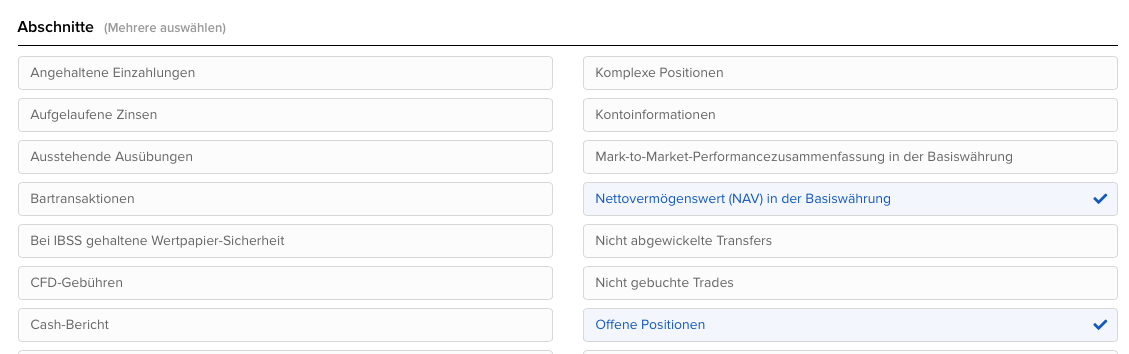 Abschnitte (Mehrere auswählen)
Angehaltene Einzahlungen
Komplexe Positionen
Aufgelaufene Zinsen
Kontoinformationen
Ausstehende Ausübungen
Mark-to-Market-Performancezusammenfassung in der Basiswährung
Bartransaktionen
Nettovermögenswert (NAV) in der Basiswährung
Bei IBSS gehaltene Wertpapier-Sicherheit
Nicht abgewickelte Transfers
CFD-Gebühren
Nicht gebuchte Trades
Cash-Bericht
Offene Positionen